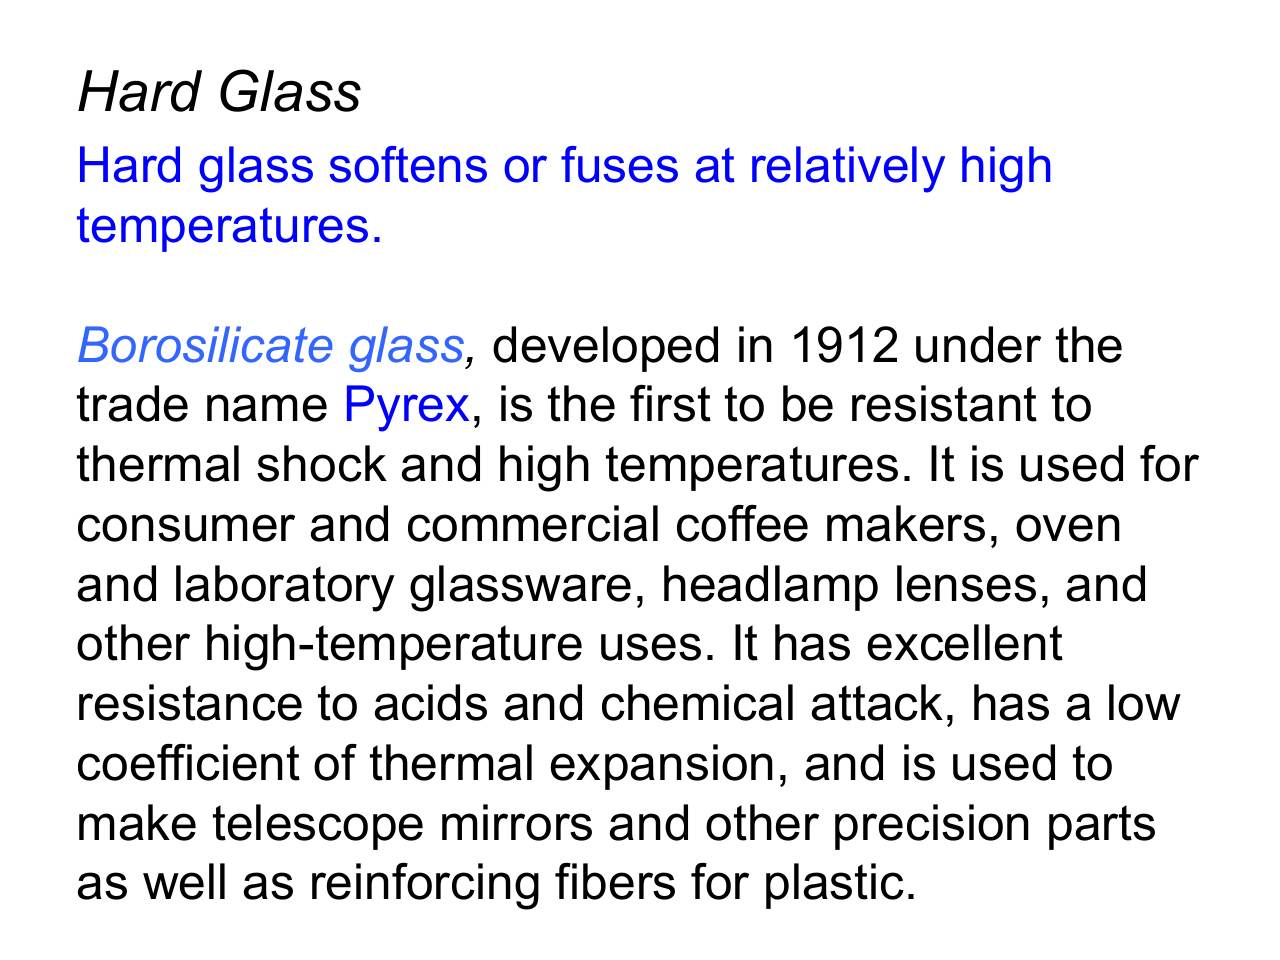 Hard Glass
Hard glass softens or fuses at relatively high
temperatures.
Borosilicate glass, developed in 1912 under the
trade name Pyrex, is the first to be resistant to
thermal shock and high temperatures. It is used for
consumer and commercial coffee makers, oven
and laboratory glassware, headlamp lenses, and
other high-temperature uses. It has excellent
resistance to acids and chemical attack, has a low
coefficient of thermal expansion, and is used to
make telescope mirrors and other precision parts
as well as reinforcing fibers for plastic.